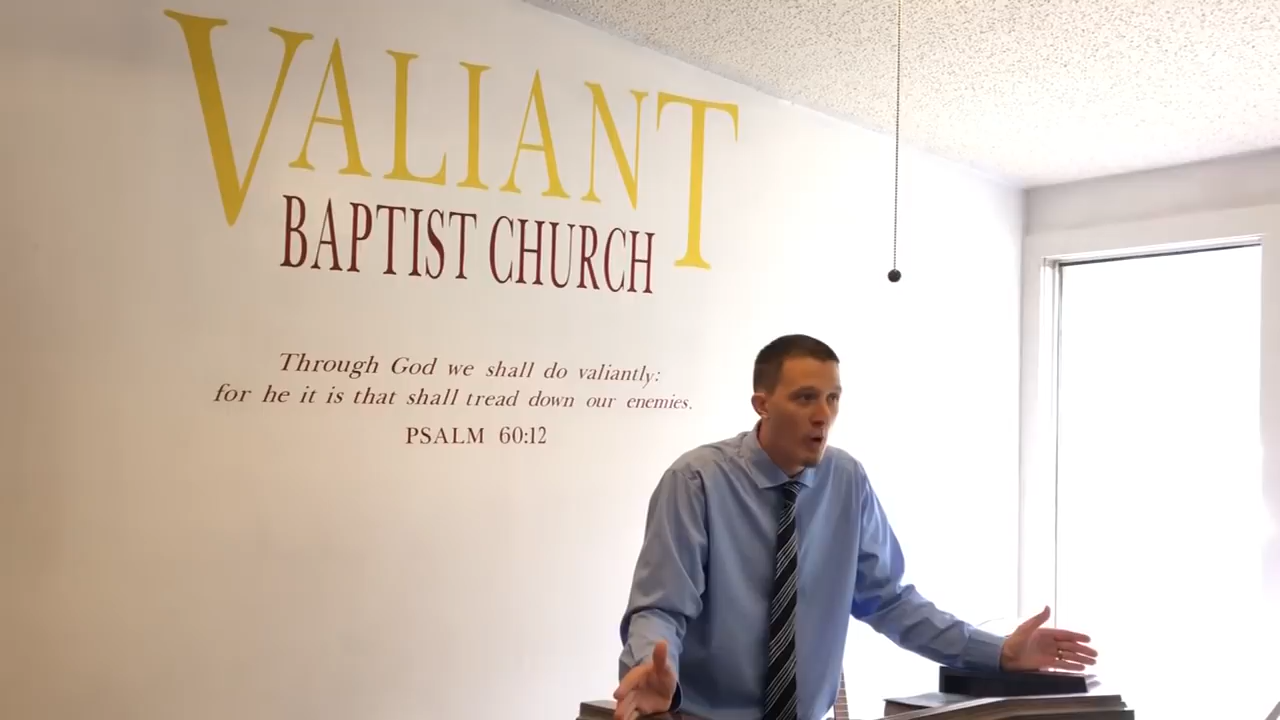 VALIANT
BAPTIST CHURCH
Through God we shall do valiantly:
for he it is that shall tread down our enemies.
PSALM 60:12